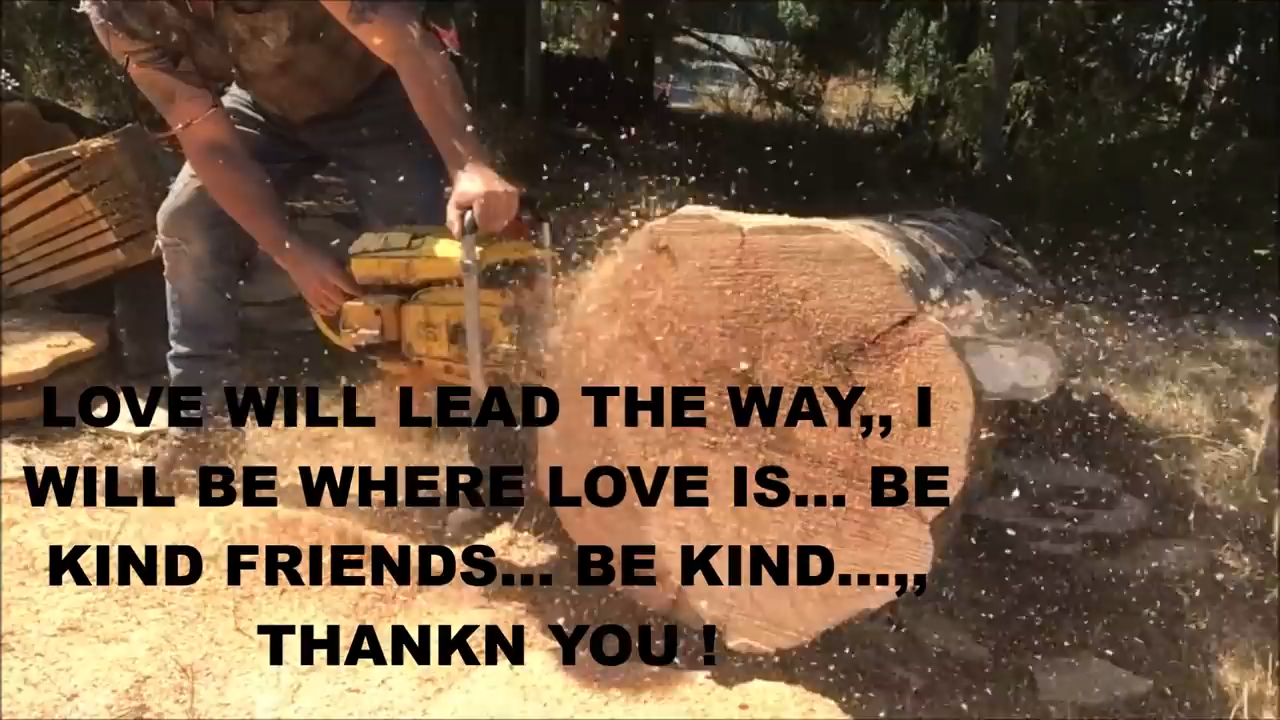 LOVE WILL LEAD THE WAY,, I
WILL BE WHERE LOVE IS... BE
KIND FRIENDS... BE KIND...,,
THANKN YOU !